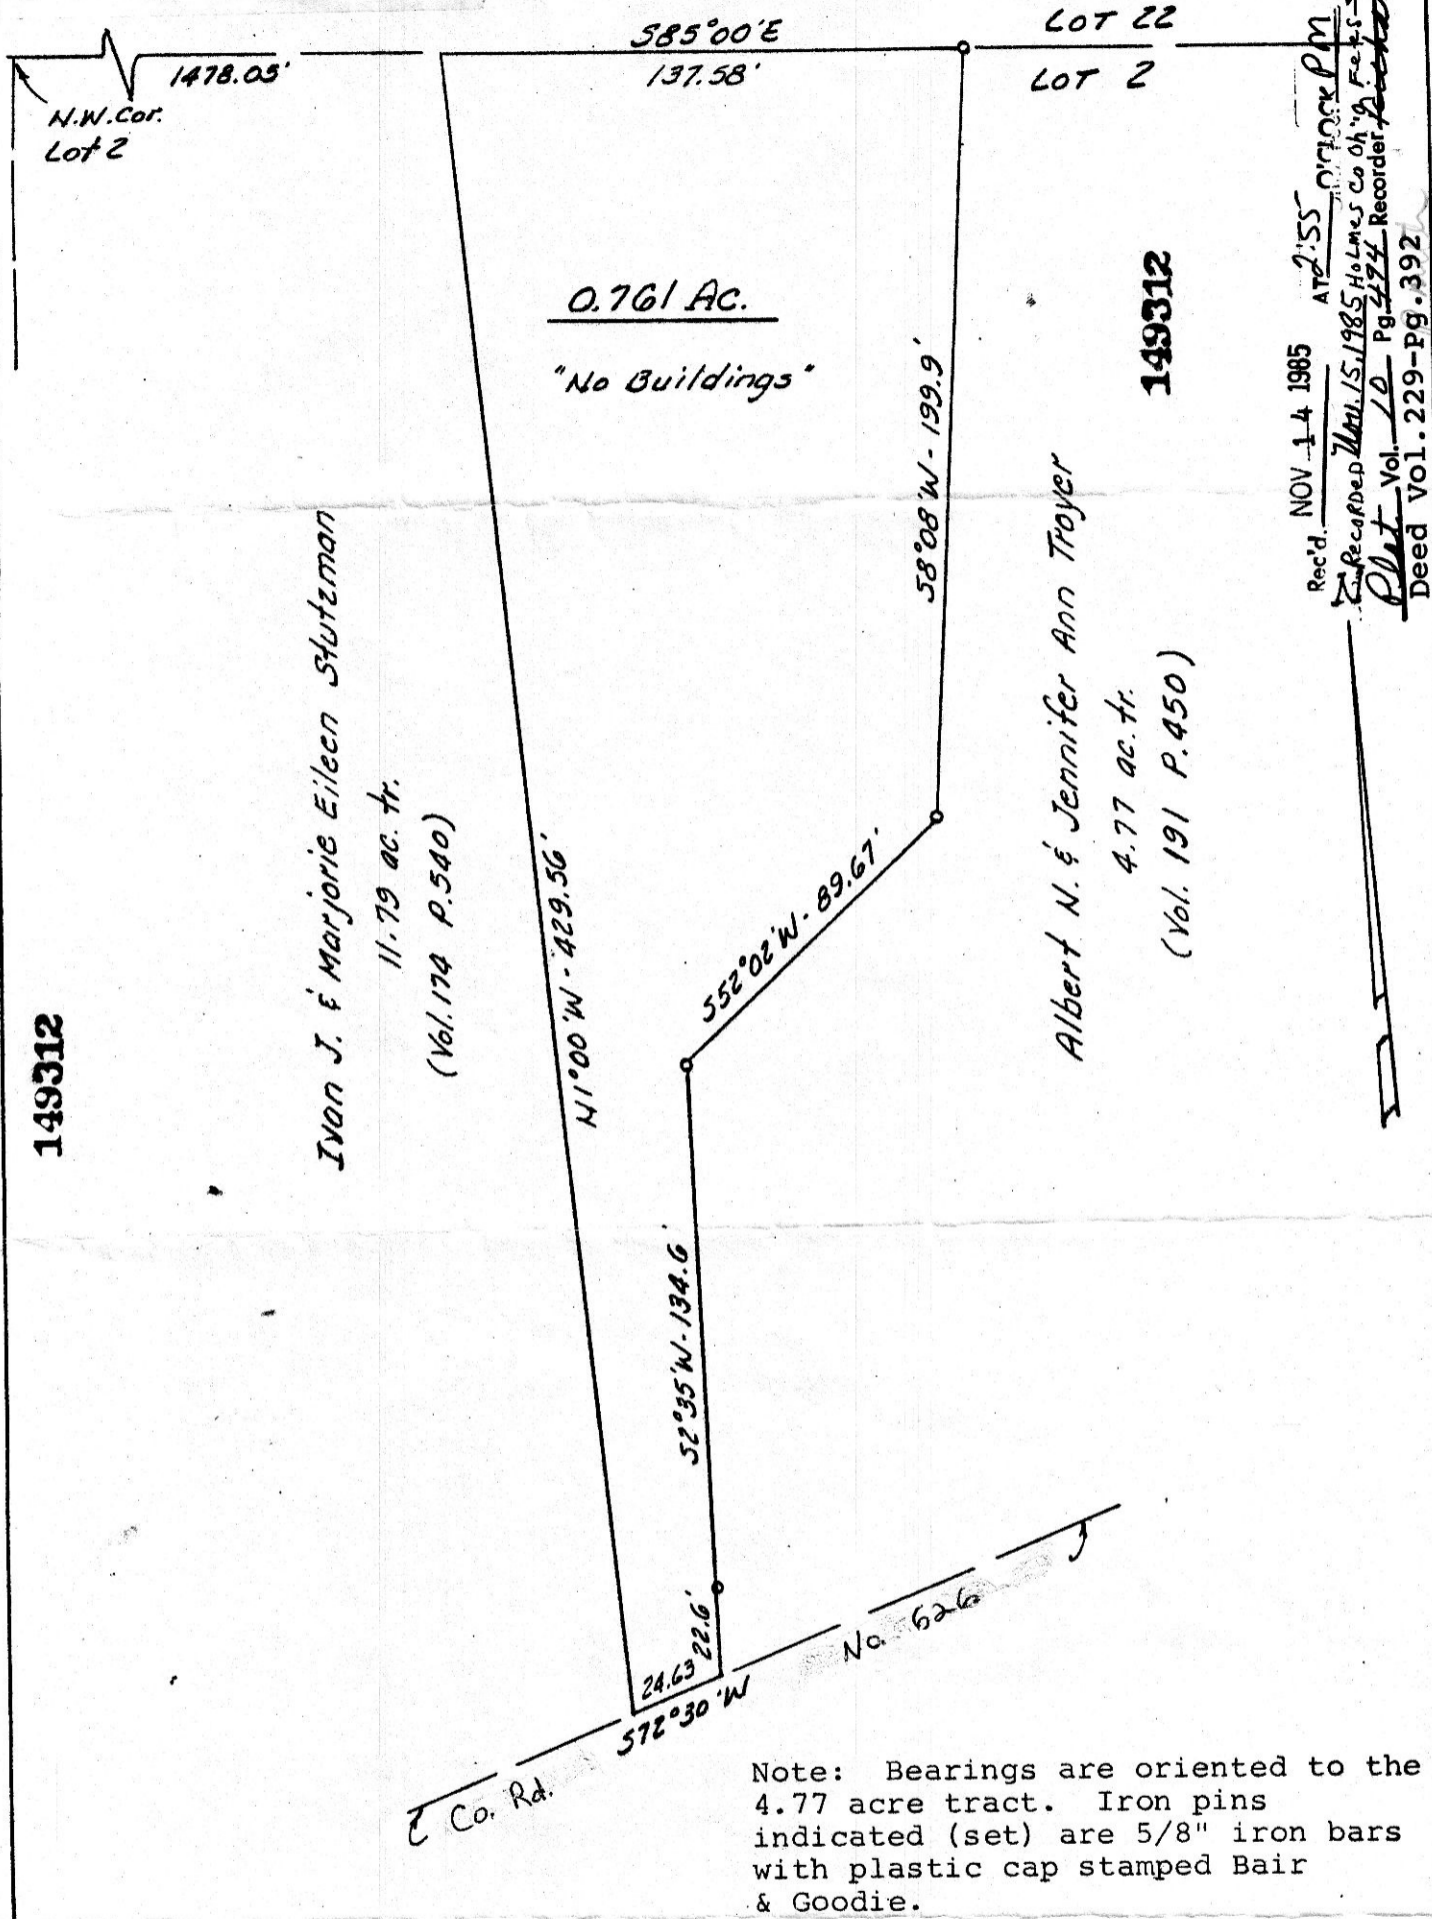 S85°00'E
LOT 22
1478.05'
137.58'
LOT 2
N.W. Cor.
Lot 2
0.761 Ac.
"No Buildings"
149312
S8°08'W - 199.9'
Ivan J. & Marjorie Eileen Stutzman
11.79 ac. tr.
(Vol. 174 P. 540)
N1°00'W - 429.56'
Albert N. & Jennifer Ann Troyer
4.77 ac. tr.
(Vol. 191 P. 450)
S52°02'W - 89.67'
149312
S2°35'W - 134.6'
22.6'
24.63
S72°30'W
Co. Rd.
No. 626
Rec'd. NOV 14 1985 AT 2:55 O'CLOCK PM
Recorded Nov. 15, 1985 Holmes Co Ohio Fees
Plat Vol. 10 Pg. 474 Recorder
Deed Vol. 229-Pg. 392
Note: Bearings are oriented to the
4.77 acre tract. Iron pins
indicated (set) are 5/8" iron bars
with plastic cap stamped Bair
& Goodie.